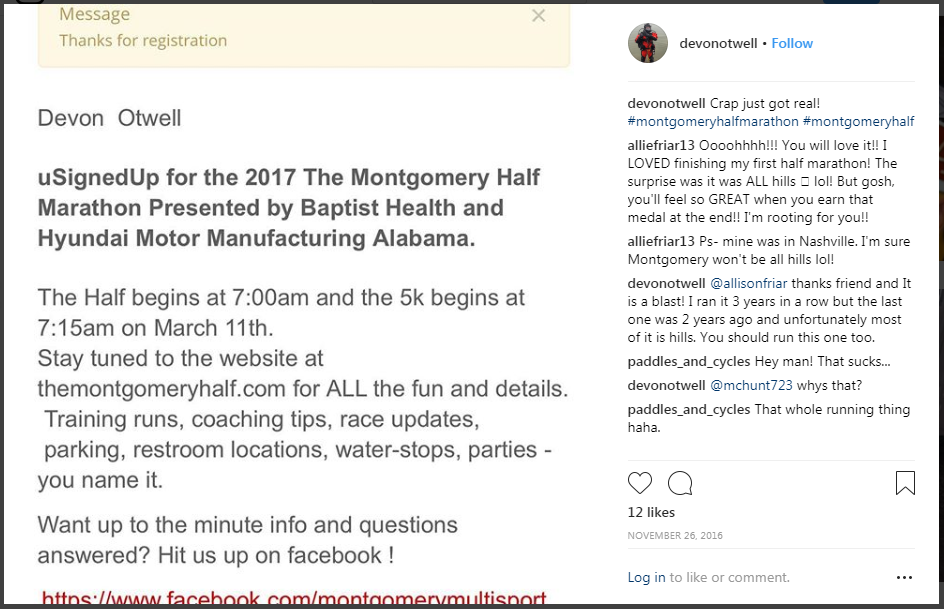 Message
Thanks for registration
Devon Otwell
uSignedUp for the 2017 The Montgomery Half
Marathon Presented by Baptist Health and
Hyundai Motor Manufacturing Alabama.
The Half begins at 7:00am and the 5k begins at
7:15am on March 11th.
Stay tuned to the website at
themontgomeryhalf.com for ALL the fun and details.
Training runs, coaching tips, race updates,
parking, restroom locations, water-stops, parties -
you name it.
Want up to the minute info and questions
answered? Hit us up on facebook !
https://www.facebook.com/montgomerymultisport
devonotwell • Follow
devonotwell Crap just got real!
#montgomeryhalfmarathon #montgomeryhalf
alliefriar13 Oooohhhh!!! You will love it!! I
LOVED finishing my first half marathon! The
surprise was it was ALL hills lol! But gosh,
you'll feel so GREAT when you earn that
medal at the end!! I'm rooting for you!!
alliefriar13 Ps- mine was in Nashville. I'm sure
Montgomery won't be all hills lol!
devonotwell @allisonfriar thanks friend and It
is a blast! I ran it 3 years in a row but the last
one was 2 years ago and unfortunately most
of it is hills. You should run this one too.
paddles_and_cycles Hey man! That sucks...
devonotwell @mchunt723 whys that?
paddles_and_cycles That whole running thing
haha.
12 likes
NOVEMBER 26, 2016
Log in to like or comment.